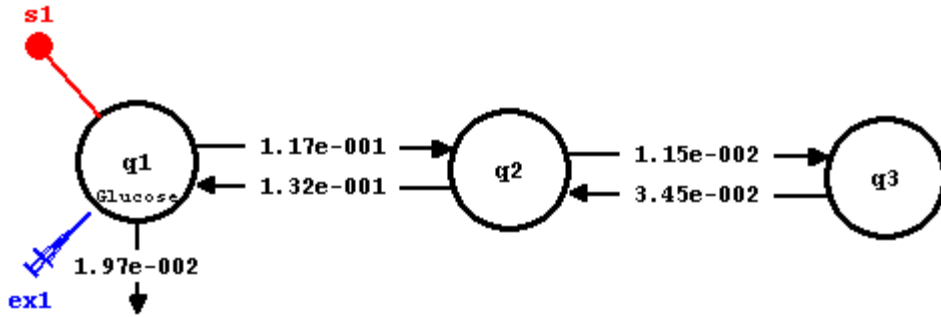 s1
1.17e-001
1.15e-002
q1
q2
q3
1.32e-001
3.45e-002
Glucose
1.97e-002
ex1